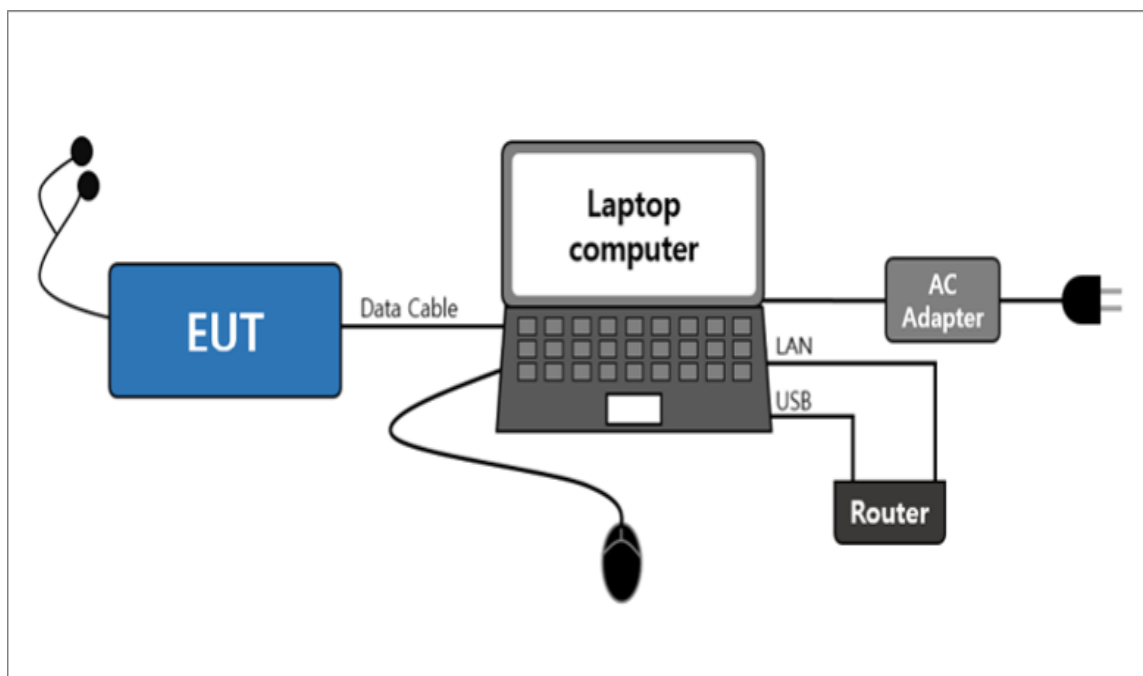 Laptop
computer
AC
Adapter
EUT
Data Cable
LAN
USB
Router